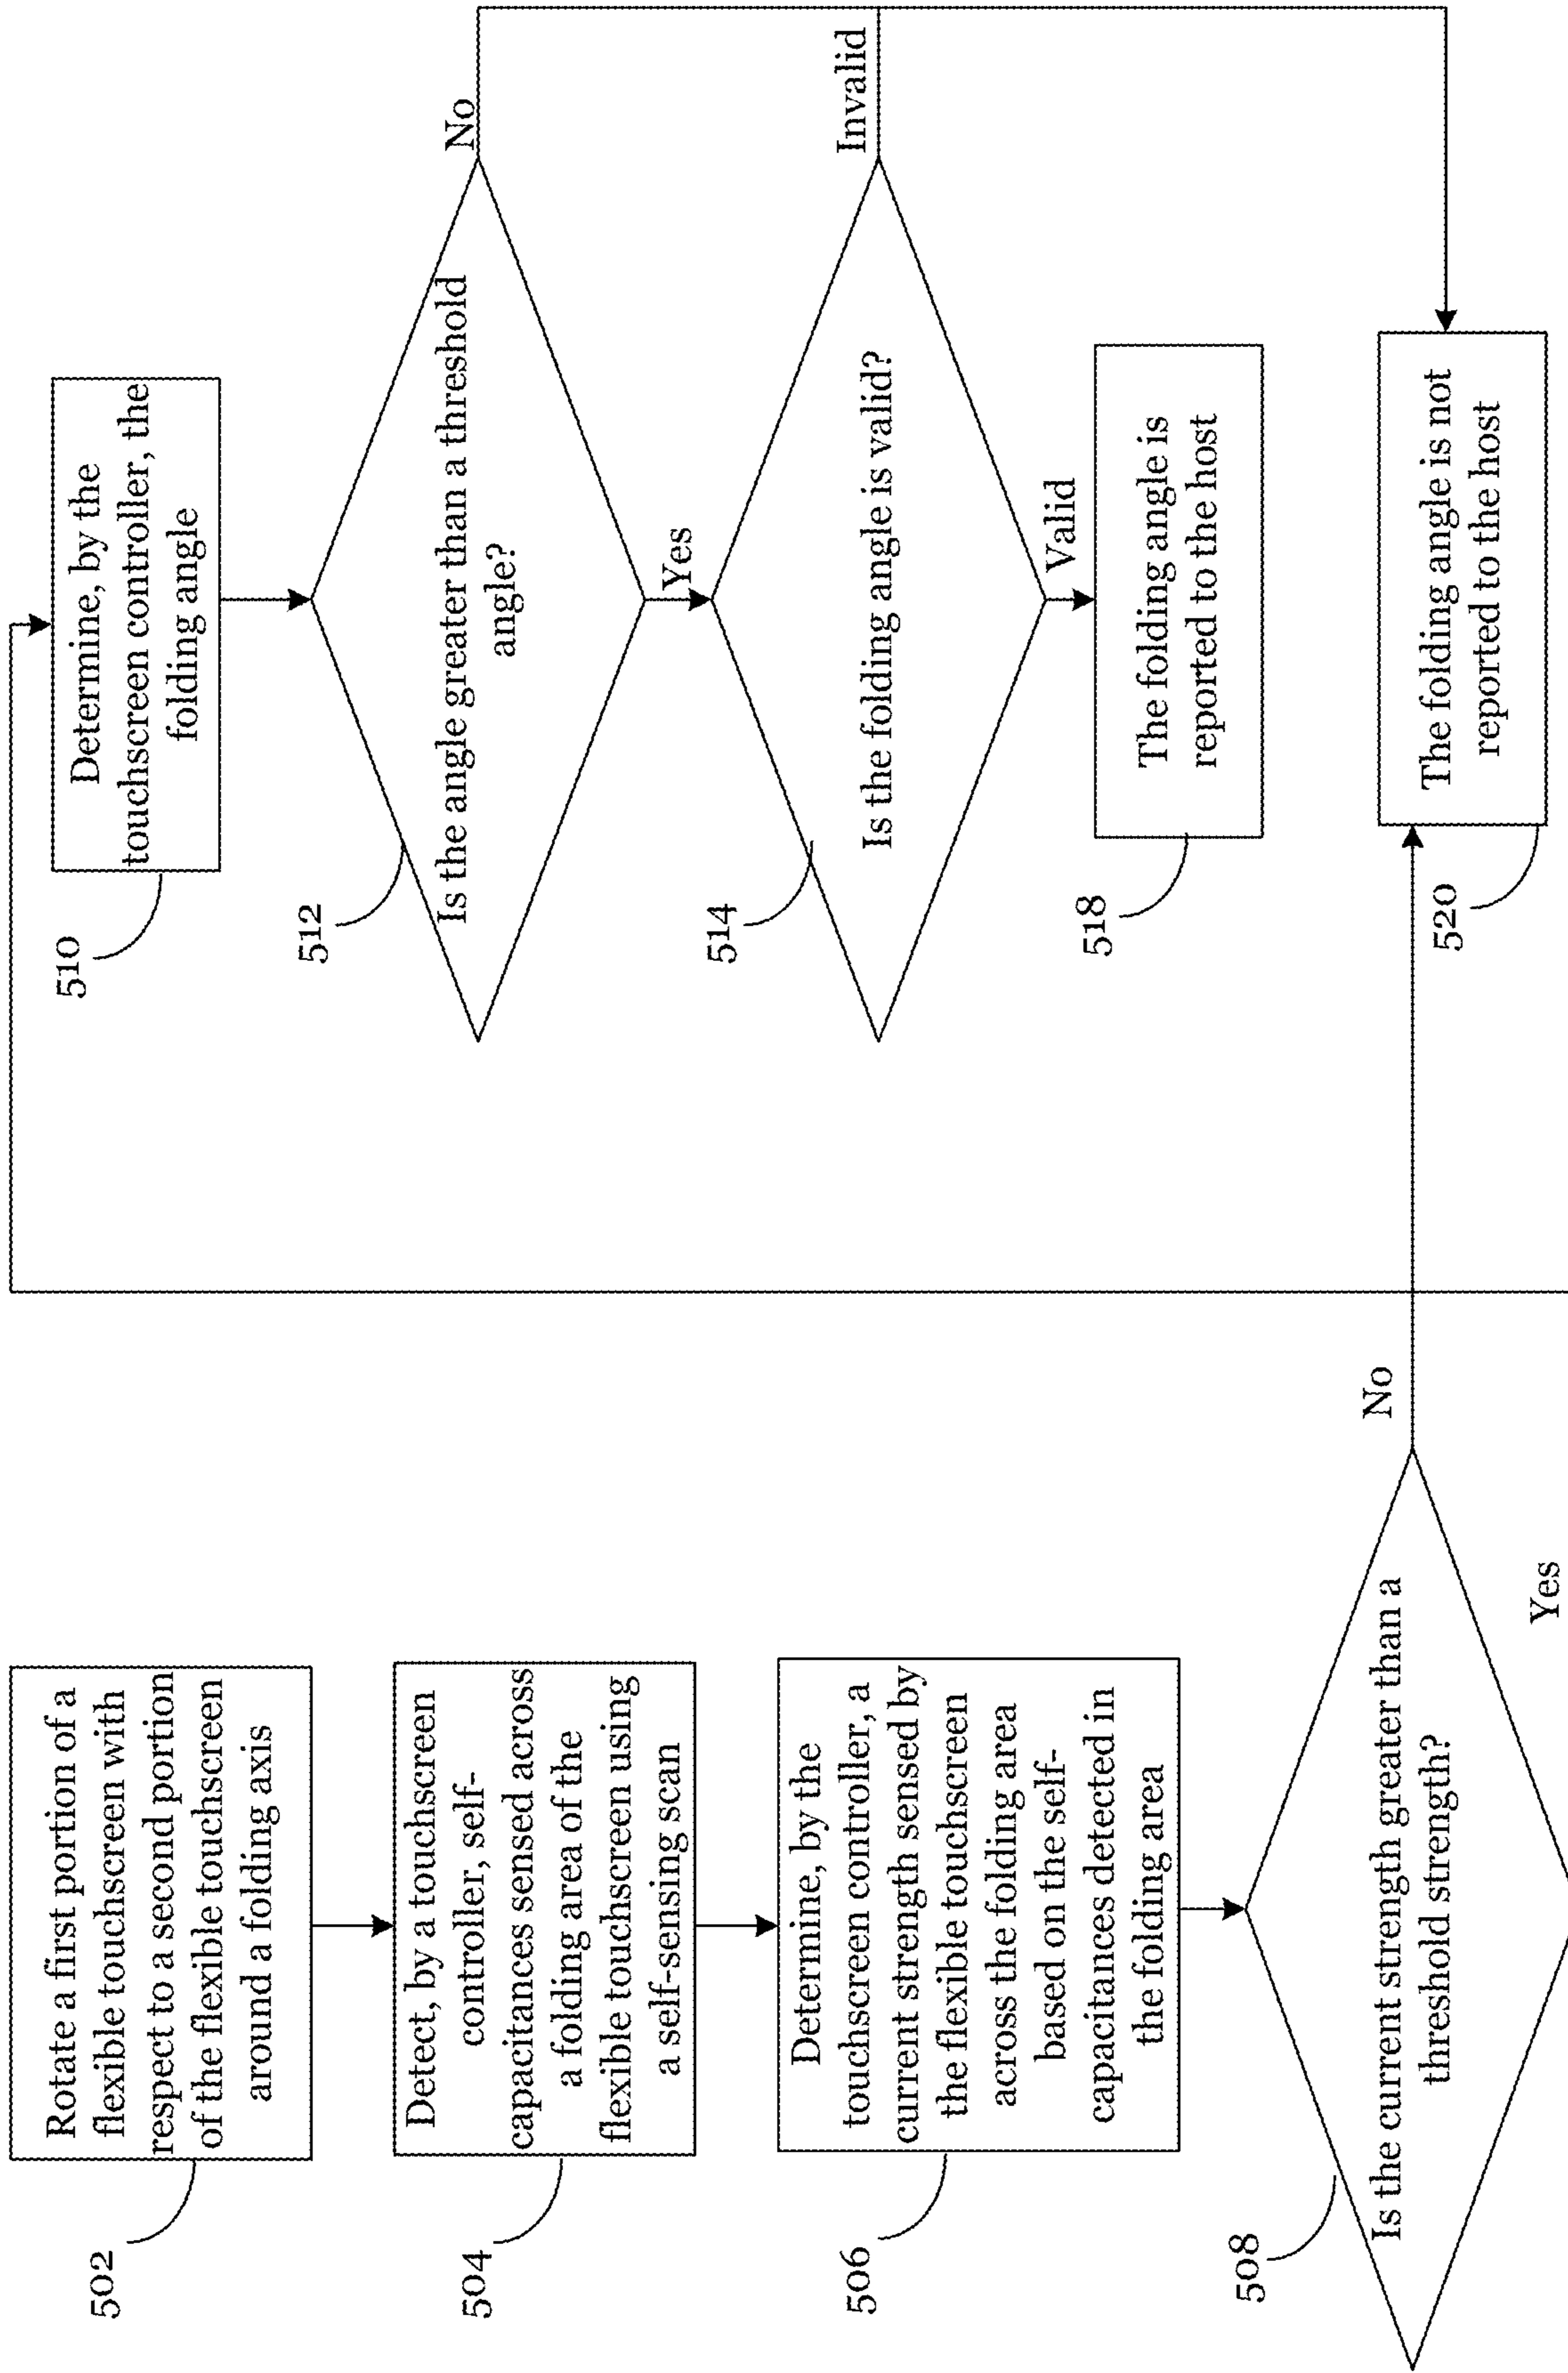 502
Rotate a first portion of a
flexible touchscreen with
respect to a second portion
of the flexible touchscreen
around a folding axis
504
Detect, by a touchscreen
controller, self-
capacitances sensed across
a folding area of the
flexible touchscreen using
a self-sensing scan
506
Determine, by the
touchscreen controller, a
current strength sensed by
the flexible touchscreen
across the folding area
based on the self-
capacitances detected in
the folding area
508
Is the current strength greater than a
threshold strength?
No
Yes
510
Determine, by the
touchscreen controller, the
folding angle
512
Is the angle greater than a threshold
angle?
No
Yes
514
Is the folding angle is valid?
Invalid
Valid
518
The folding angle is
reported to the host
520
The folding angle is not
reported to the host